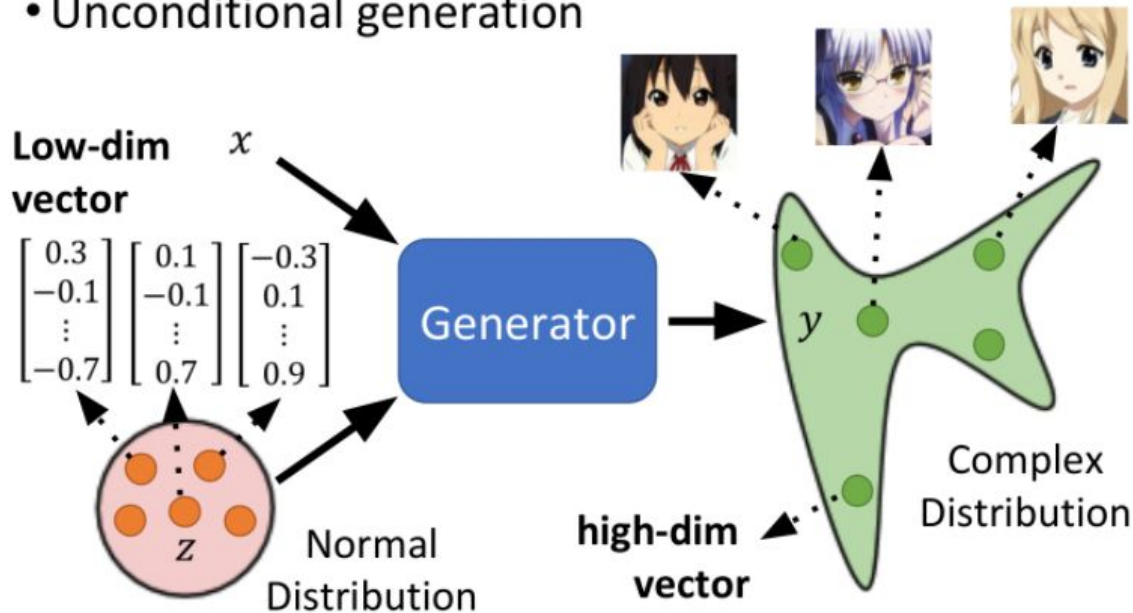 • Unconditional generation
Low-dim
vector
x
[0.3 −0.1 ⋮ −0.7] [0.1 −0.1 ⋮ 0.7] [−0.3 0.1 ⋮ 0.9]
Generator
y
z
Normal
Distribution
high-dim
vector
Complex
Distribution